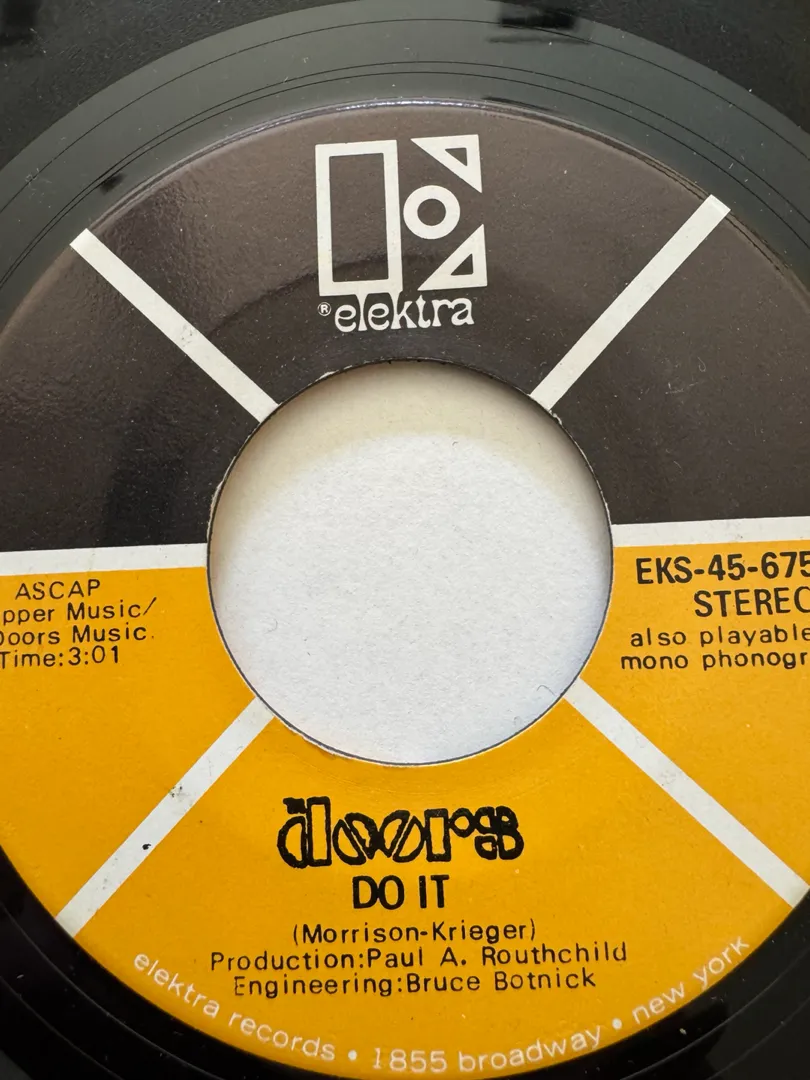 ® elektra
ASCAP
pper Music/
Doors Music.
Time:3:01
EKS-45-675
STEREO
also playable
mono phonogr
THE doors
DO IT
(Morrison-Krieger)
Production:Paul A. Routhchild
Engineering:Bruce Botnick
elektra records • 1855 broadway • new york